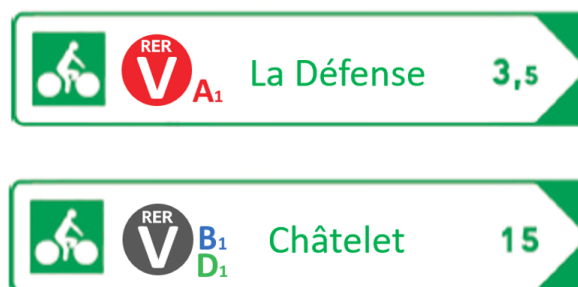 RER
V A1 La Défense 3,5
RER
V B1 Châtelet 15
D1